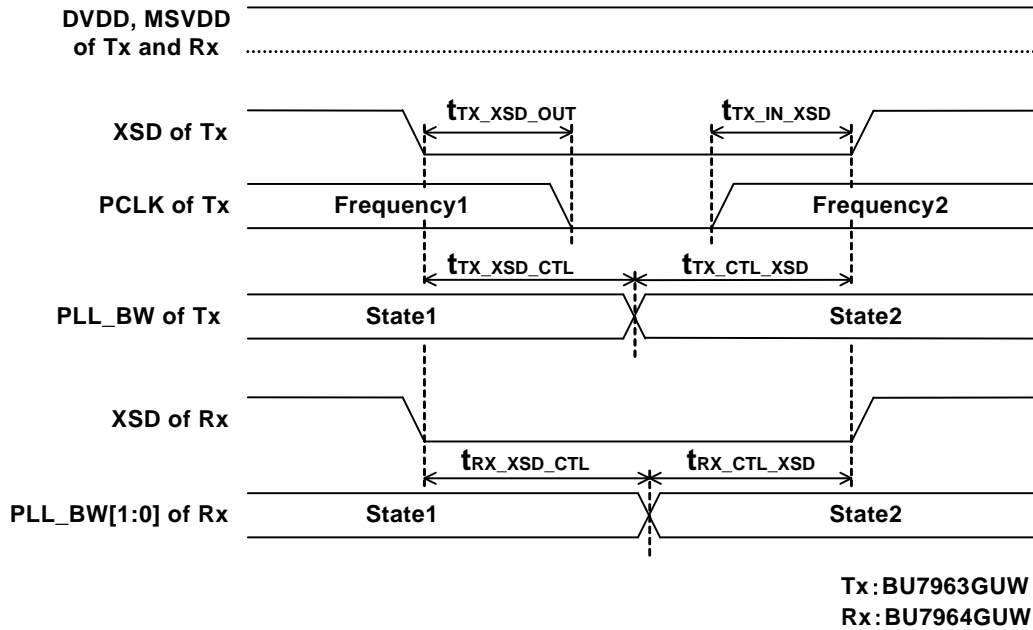 DVDD, MSVDD
of Tx and Rx
XSD of Tx
tTX_XSD_OUT
tTX_IN_XSD
PCLK of Tx
Frequency1
Frequency2
tTX_XSD_CTL
tTX_CTL_XSD
PLL_BW of Tx
State1
State2
XSD of Rx
tRX_XSD_CTL
tRX_CTL_XSD
PLL_BW[1:0] of Rx
State1
State2
Tx:BU7963GUW
Rx:BU7964GUW